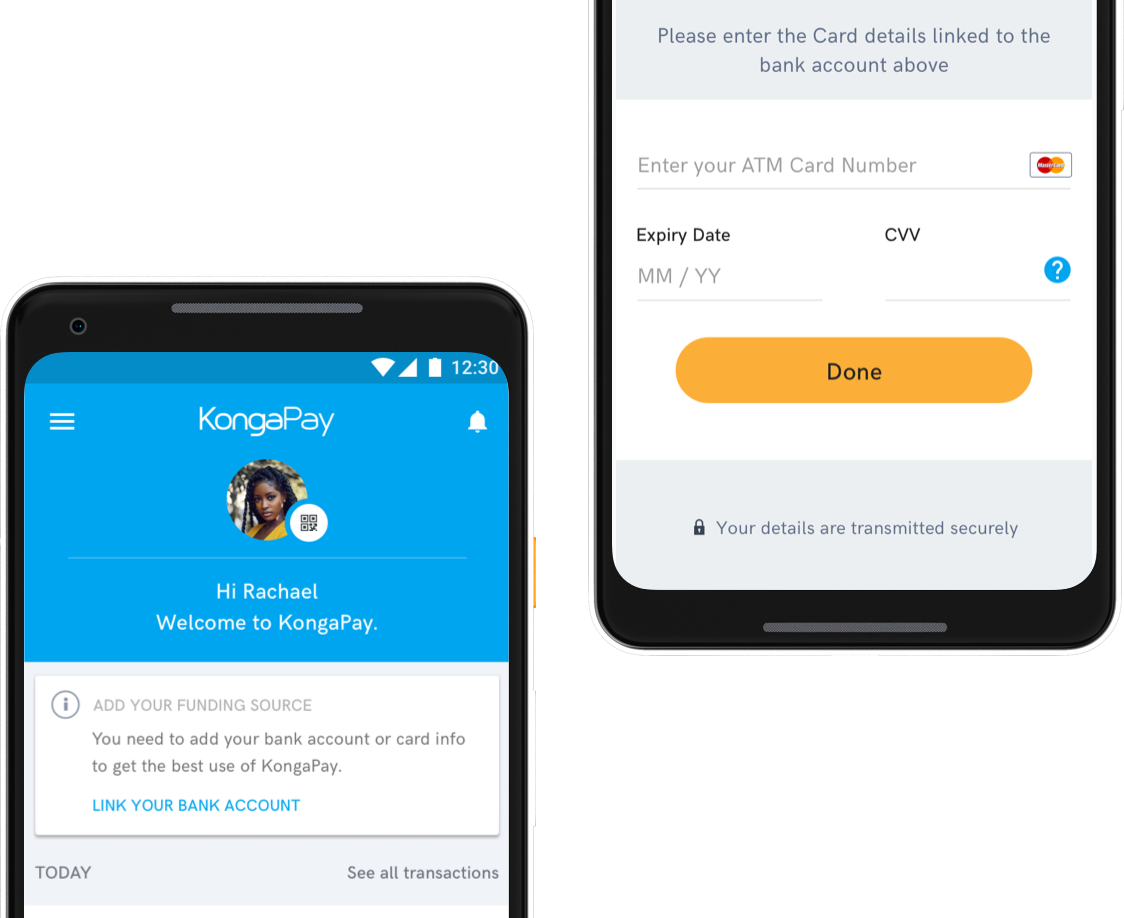 Please enter the Card details linked to the
bank account above
Enter your ATM Card Number
MasterCard
Expiry Date
CVV
MM / YY
?
Done
Your details are transmitted securely
12:30
KongaPay
Hi Rachael
Welcome to KongaPay.
ADD YOUR FUNDING SOURCE
You need to add your bank account or card info
to get the best use of KongaPay.
LINK YOUR BANK ACCOUNT
TODAY
See all transactions